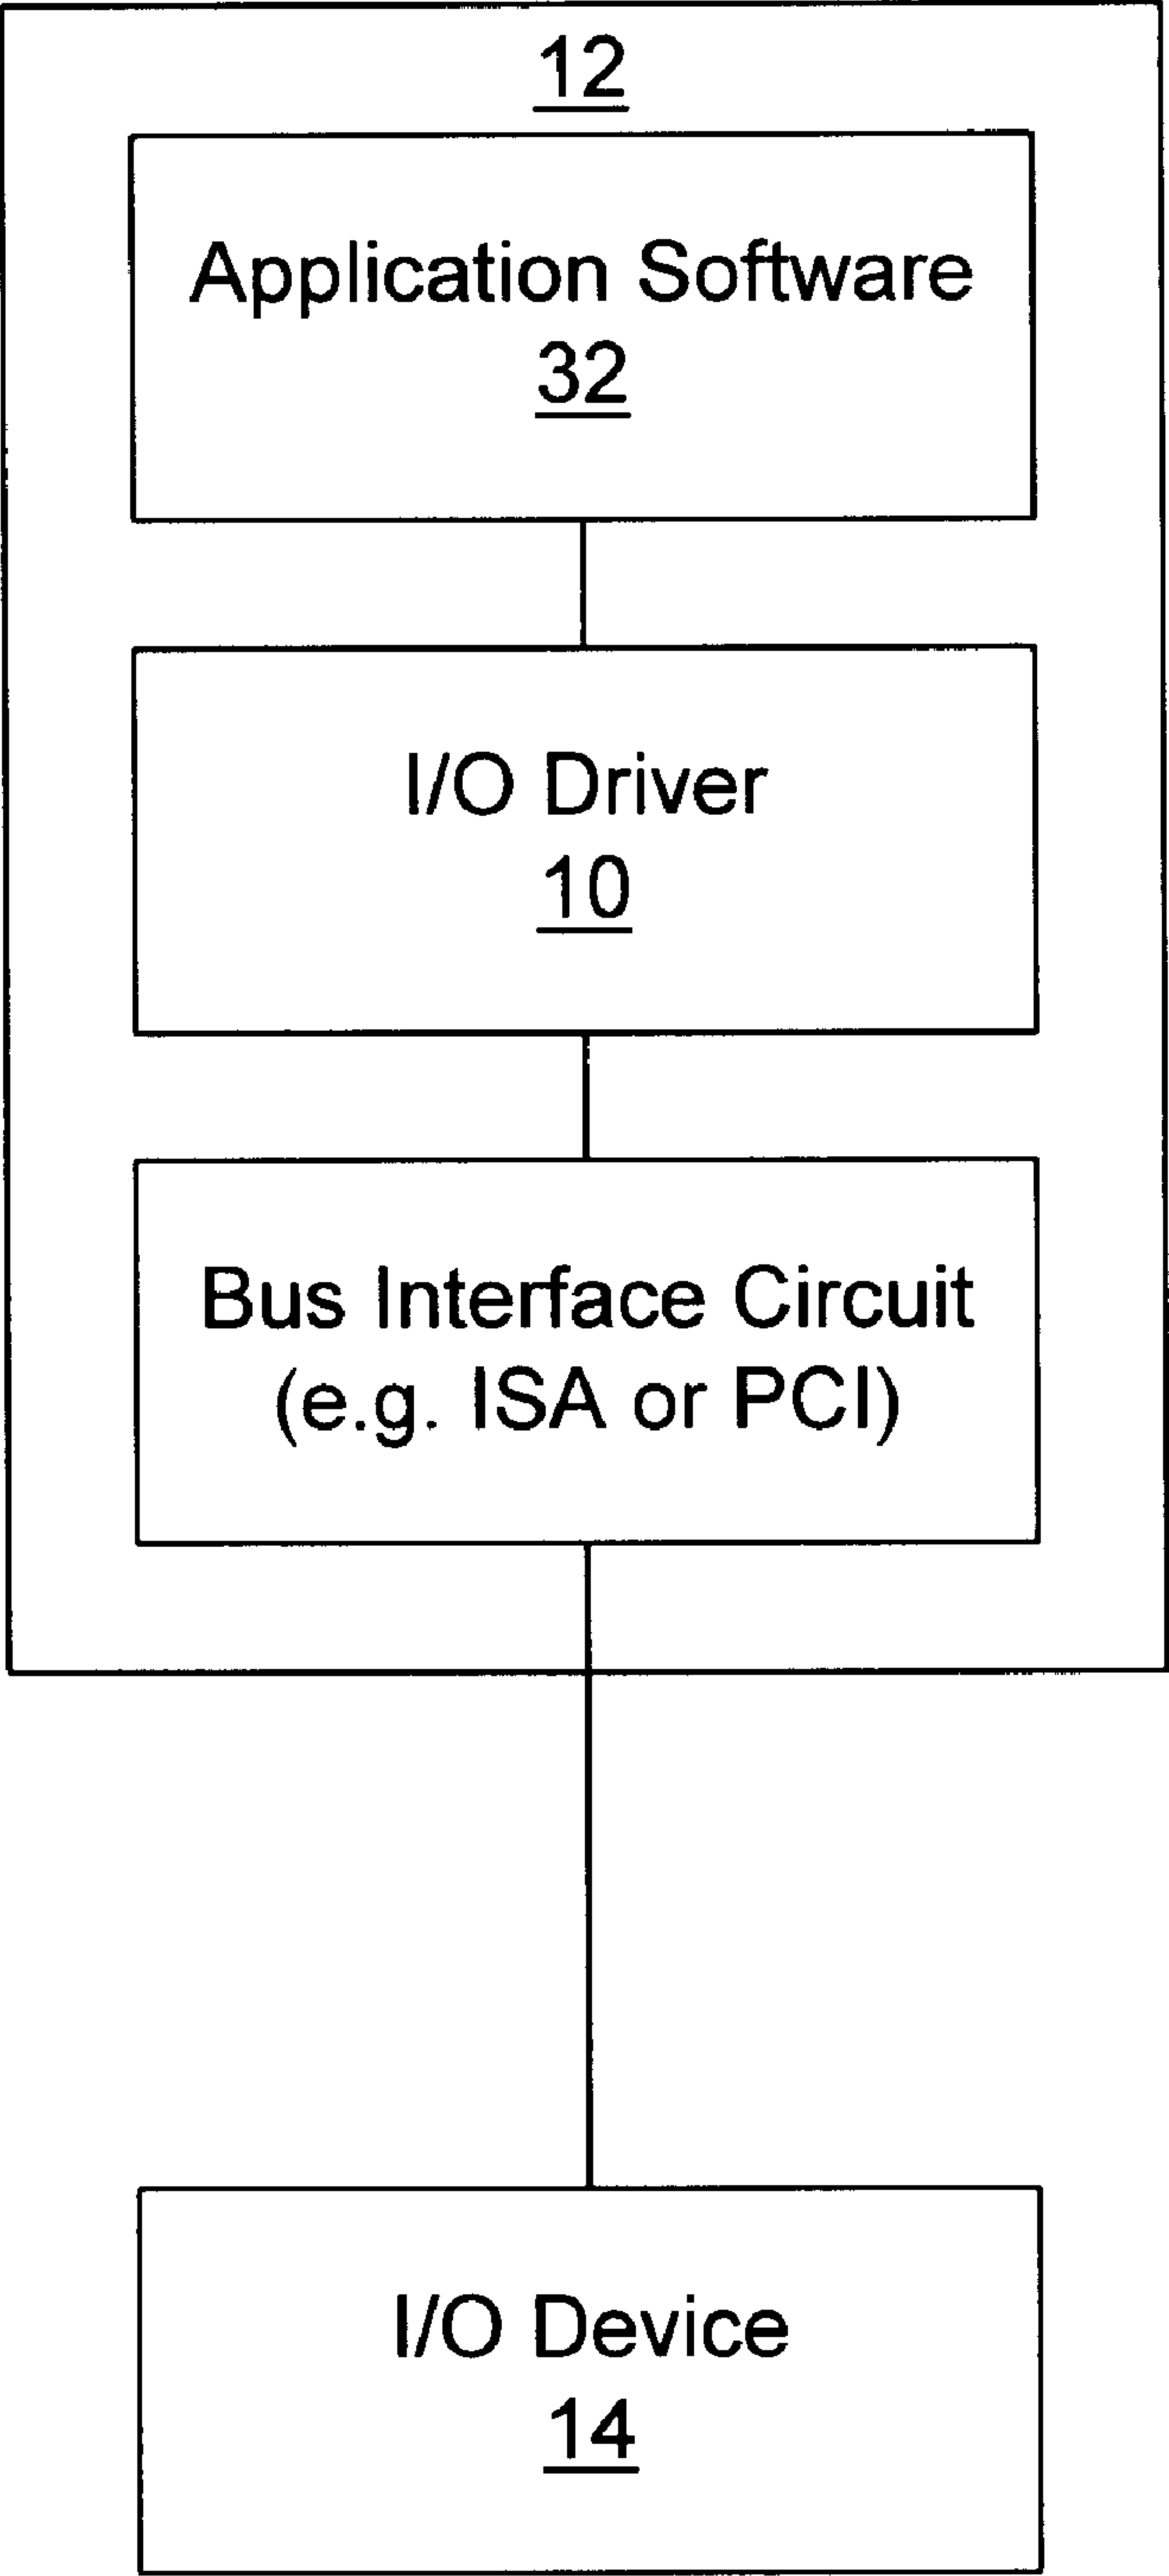 12
Application Software
32
I/O Driver
10
Bus Interface Circuit
(e.g. ISA or PCI)
I/O Device
14